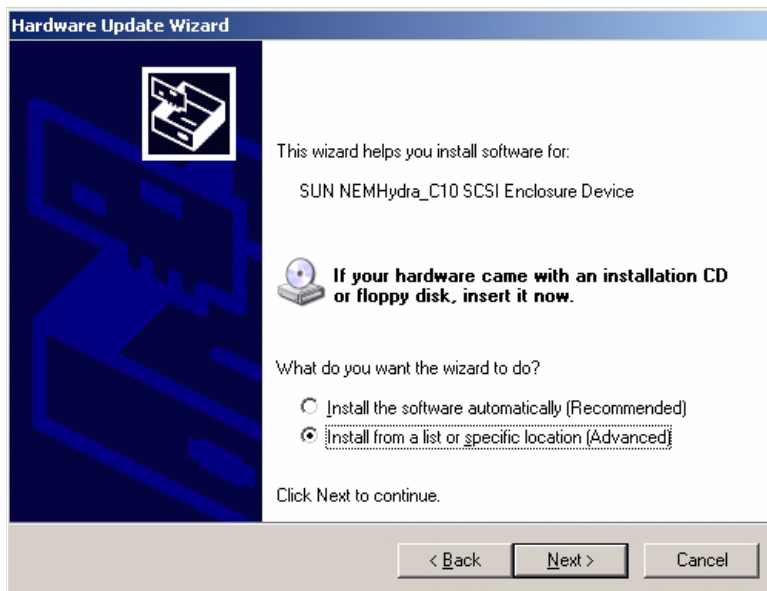 Hardware Update Wizard
This wizard helps you install software for:
SUN NEMHydra_C10 SCSI Enclosure Device
If your hardware came with an installation CD
or floppy disk, insert it now.
What do you want the wizard to do?
Install the software automatically (Recommended)
Install from a list or specific location (Advanced)
Click Next to continue.
< Back
Next >
Cancel